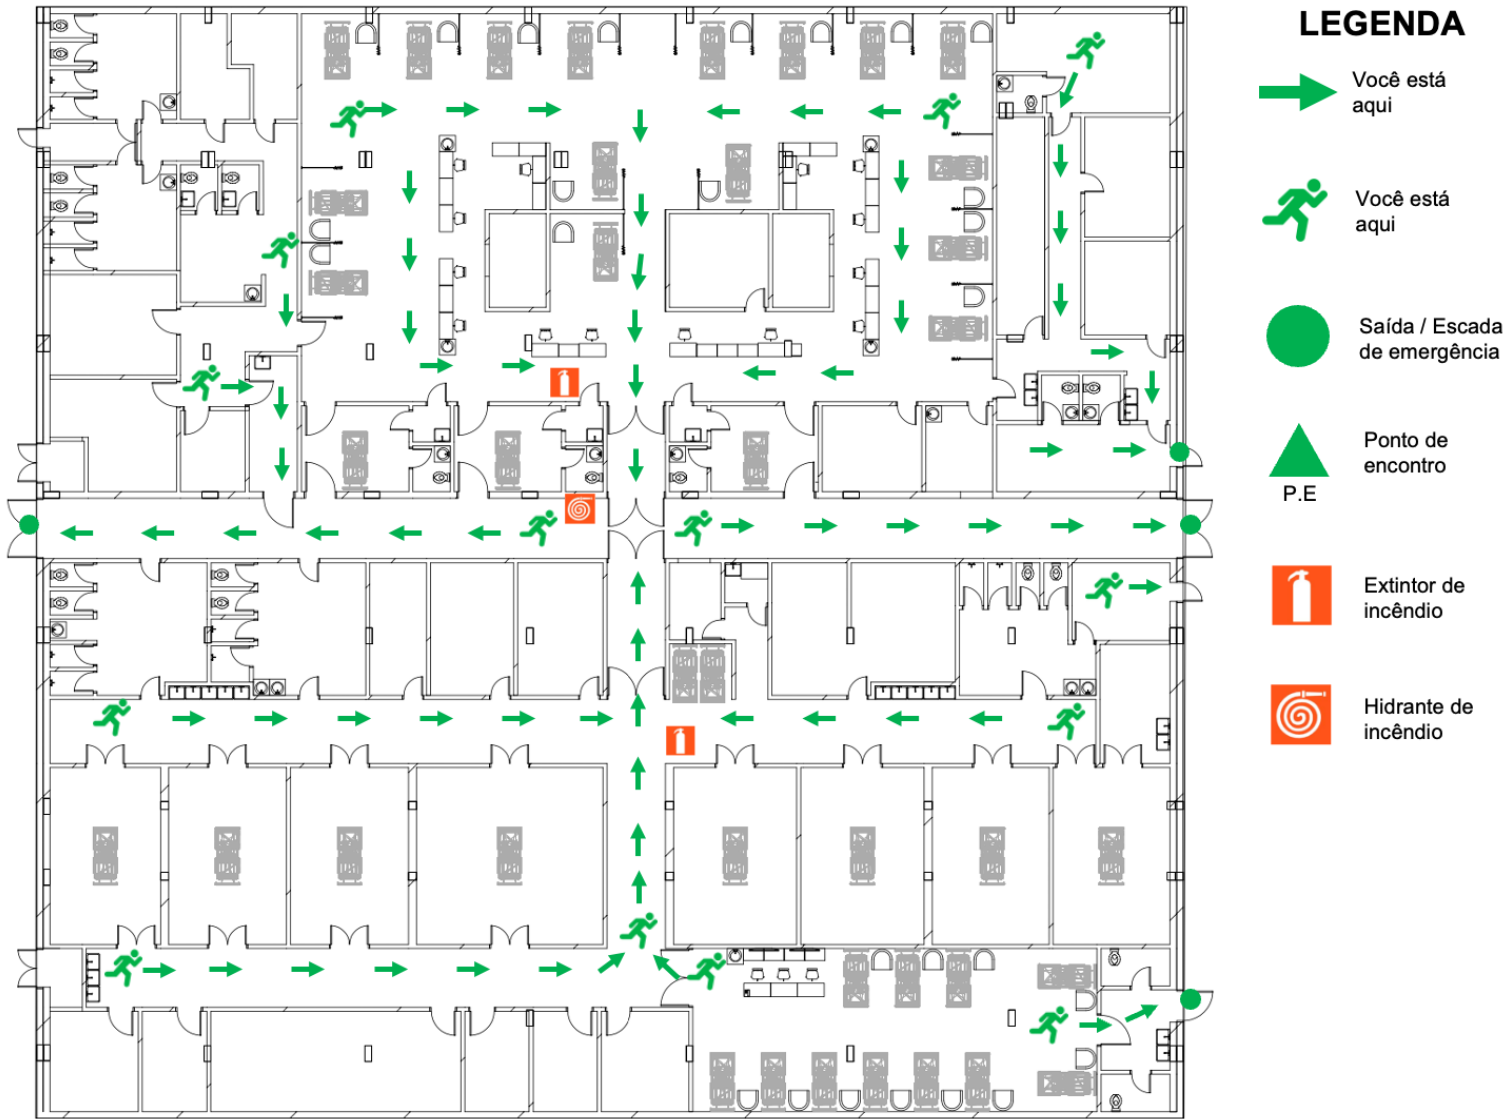 LEGENDA
Você está
aqui
Você está
aqui
Saída / Escada
de emergência
Ponto de
encontro
P.E
Extintor de
incêndio
Hidrante de
incêndio